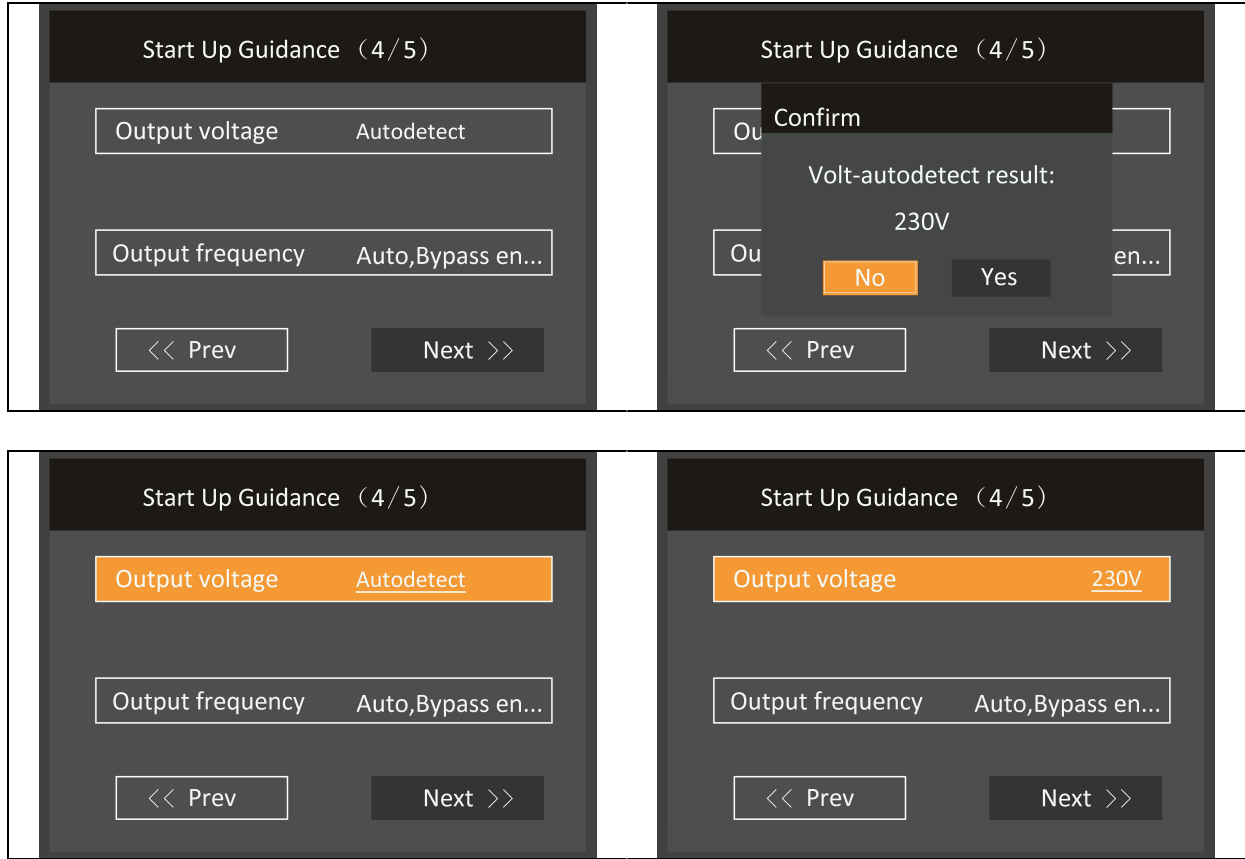 Start Up Guidance （4/5）
Output voltage Autodetect
Output frequency Auto,Bypass en...
<< Prev Next >>
Start Up Guidance （4/5）
Ou
Confirm
Volt-autodetect result:
230V
Ou en...
No Yes
<< Prev Next >>
Start Up Guidance （4/5）
Output voltage Autodetect
Output frequency Auto,Bypass en...
<< Prev Next >>
Start Up Guidance （4/5）
Output voltage 230V
Output frequency Auto,Bypass en...
<< Prev Next >>